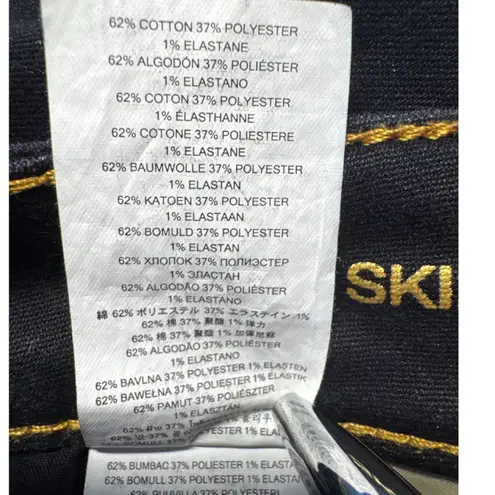 62% COTTON 37% POLYESTER
1% ELASTANE
62% ALGODÓN 37% POLIÉSTER
1% ELASTANO
62% COTON 37% POLYESTER
1% ÉLASTHANNE
62% COTONE 37% POLIESTERE
1% ELASTANE
62% BAUMWOLLE 37% POLYESTER
1% ELASTAN
62% KATOEN 37% POLYESTER
1% ELASTAAN
62% BOMULD 37% POLYESTER
1% ELASTAN
62% ХЛОПОК 37% ПОЛИЭСТЕР
1% ЭЛАСТАН
62% ALGODÃO 37% POLIÉSTER
1% ELASTANO
綿 62% ポリエステル 37% エラステイン 1%
62% 棉 37% 聚酯 1% 弹力
62% 棉 37% 聚酯 1%
62% ALGODÃO 37% POLIÉSTER
1% ELASTANO
62% BAVLNA 37% POLYESTER 1% ELASTEN
62% BAWEŁNA 37% POLIESTER 1% ELASTIK
62% PAMUT 37% POLIÉSZTER
1% ELASZTÁN
62% 37%
62% 37%
62% BUMBAC 37% POLIESTER 1%
62% BOMULL 37% POLYESTER 1%
62% PUUVILLA 37%
SKI